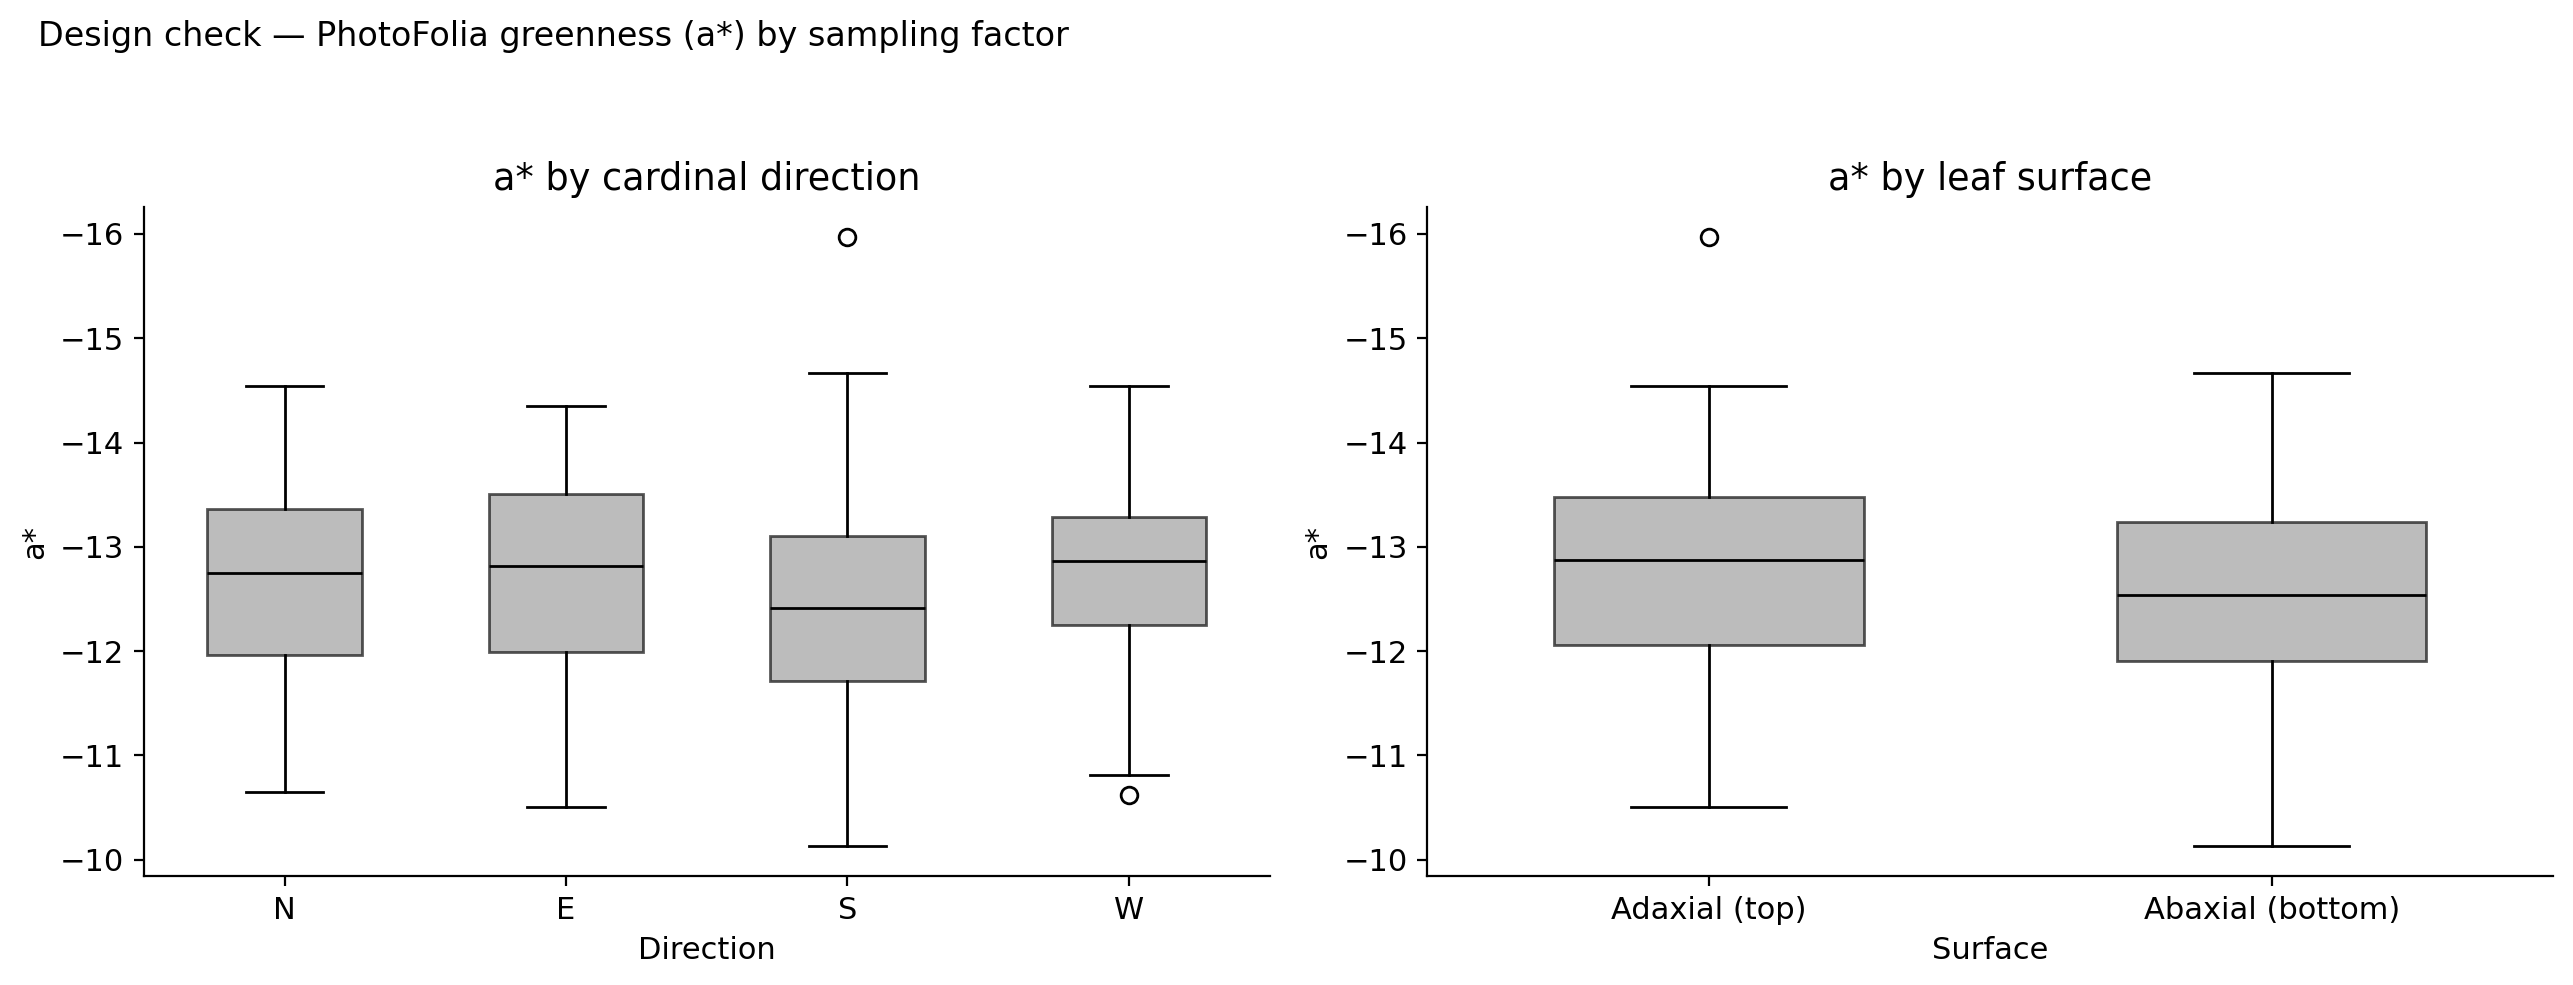 Design check — PhotoFolia greenness (a*) by sampling factor
a* by cardinal direction
a*
−16
−15
−14
−13
−12
−11
−10
N E S W
Direction
a* by leaf surface
a*
−16
−15
−14
−13
−12
−11
−10
Adaxial (top) Abaxial (bottom)
Surface